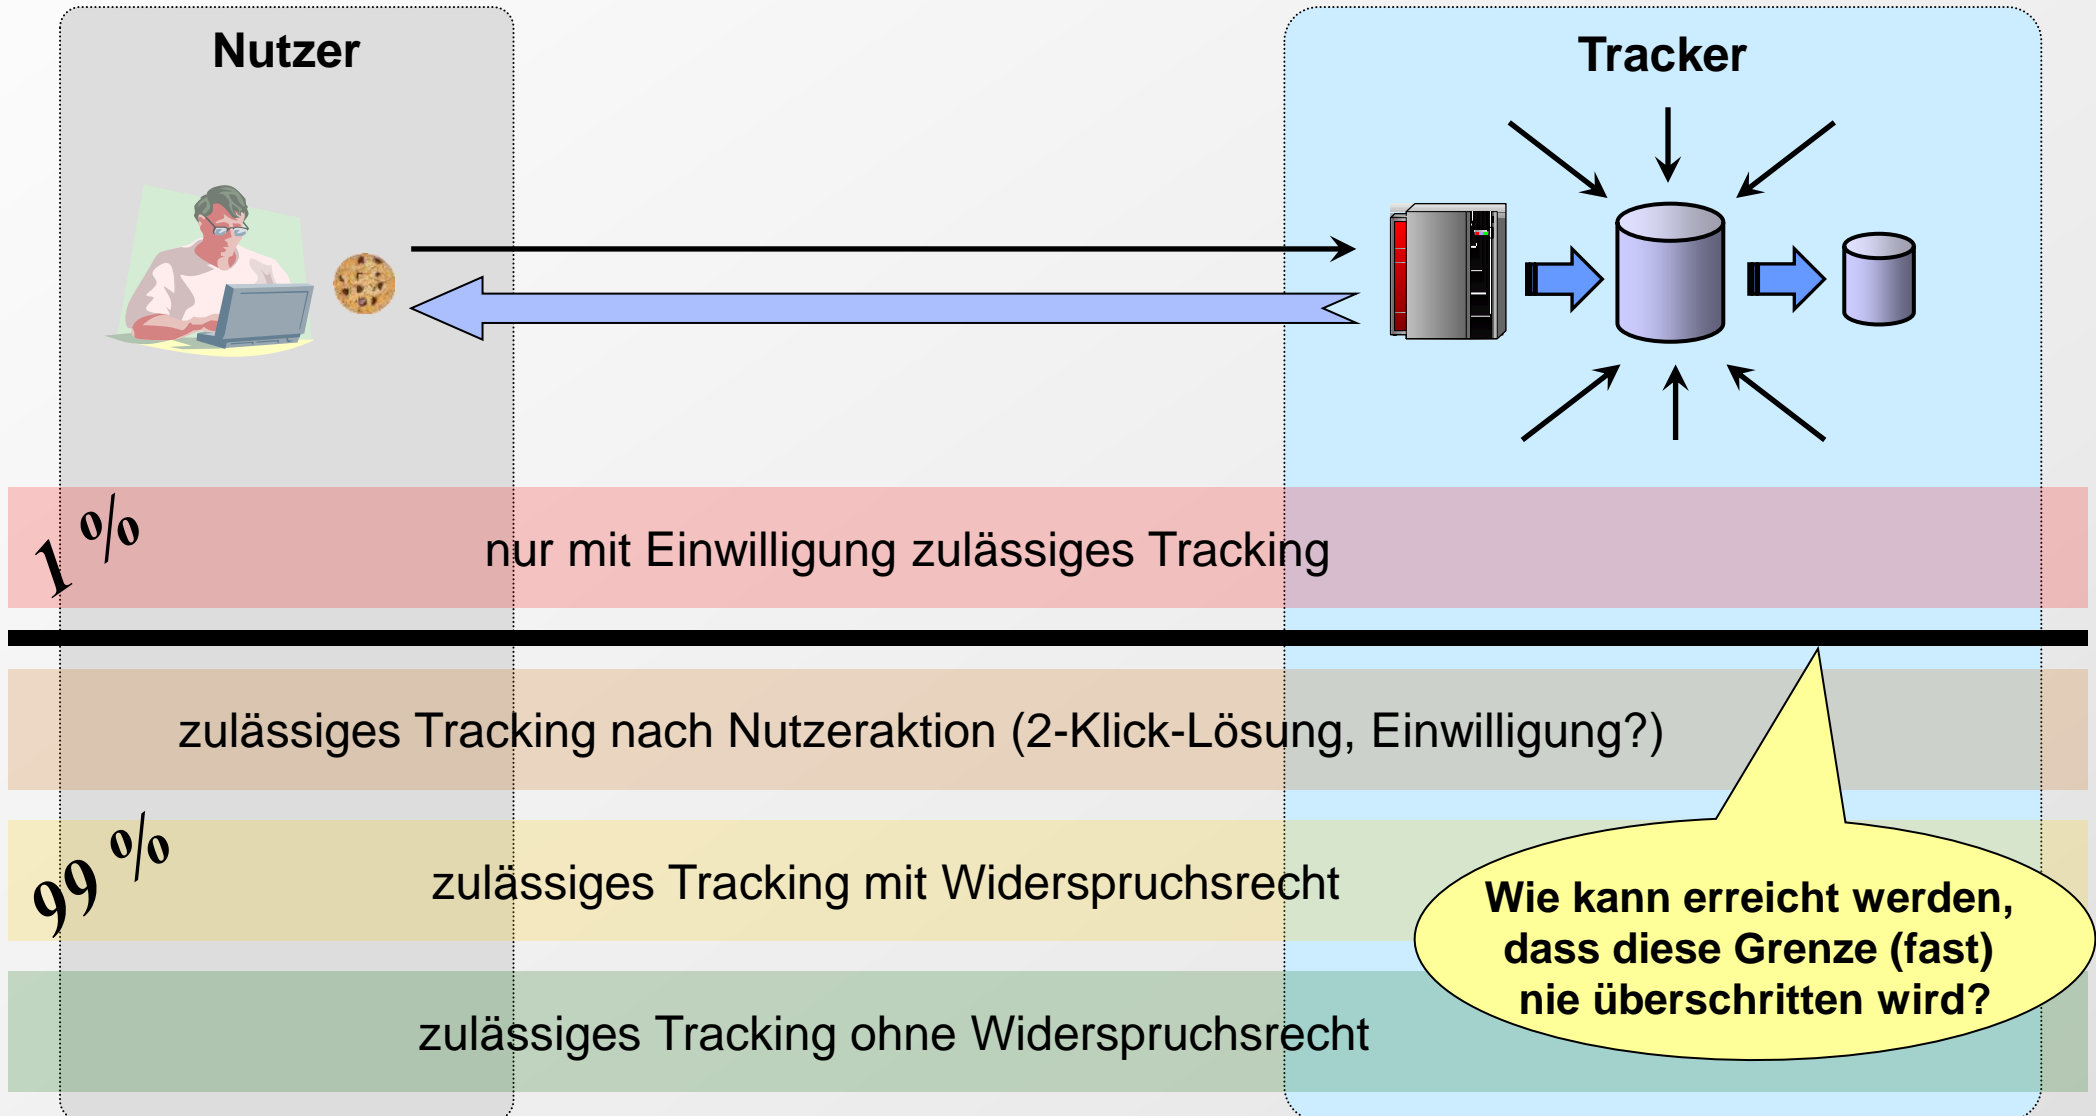 Nutzer
Tracker
1 %
nur mit Einwilligung zulässiges Tracking
zulässiges Tracking nach Nutzeraktion (2-Klick-Lösung, Einwilligung?)
99 %
zulässiges Tracking mit Widerspruchsrecht
zulässiges Tracking ohne Widerspruchsrecht
Wie kann erreicht werden,
dass diese Grenze (fast)
nie überschritten wird?